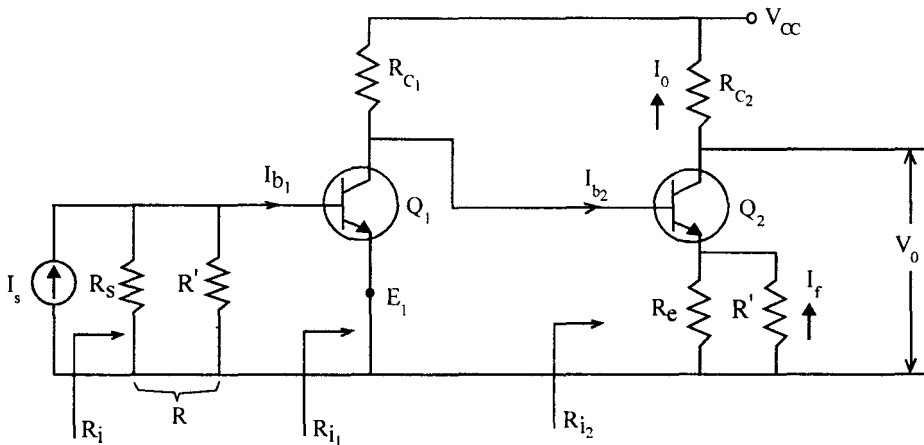 V_CC
R_C1
I_0
R_C2
I_b1
Q_1
I_b2
Q_2
V_0
I_s
R_s
R'
E_1
R_e
R'
I_f
R
R_i
R_i1
R_i2